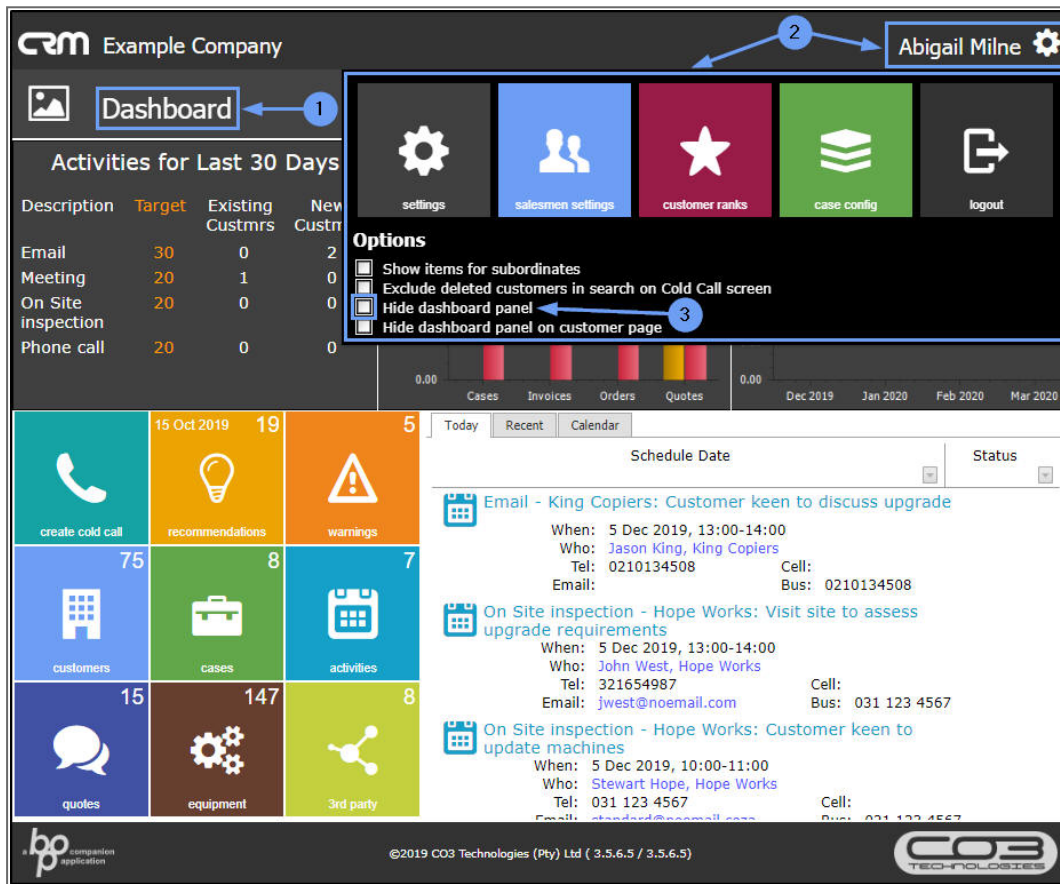 CRM Example Company
2
Abigail Milne
Dashboard
1
settings
salesmen settings
customer ranks
case config
logout
Options
Show items for subordinates
Exclude deleted customers in search on Cold Call screen
Hide dashboard panel
3
Hide dashboard panel on customer page
Activities for Last 30 Days
Description Target Existing Custmrs New Custm
Email 30 0 2
Meeting 20 1 0
On Site inspection 20 0 0
Phone call 20 0 0
0.00
Cases Invoices Orders Quotes
0.00
Dec 2019 Jan 2020 Feb 2020 Mar 2020
create cold call
15 Oct 2019 19
recommendations
5
warnings
75
customers
8
cases
7
activities
15
quotes
147
equipment
8
3rd party
Today Recent Calendar
Schedule Date Status
Email - King Copiers: Customer keen to discuss upgrade
When: 5 Dec 2019, 13:00-14:00
Who: Jason King, King Copiers
Tel: 0210134508 Cell:
Email: Bus: 0210134508
On Site inspection - Hope Works: Visit site to assess
upgrade requirements
When: 5 Dec 2019, 13:00-14:00
Who: John West, Hope Works
Tel: 321654987 Cell:
Email: jwest@noemail.com Bus: 031 123 4567
On Site inspection - Hope Works: Customer keen to
update machines
When: 5 Dec 2019, 10:00-11:00
Who: Stewart Hope, Hope Works
Tel: 031 123 4567 Cell:
a bpo companion
application
©2019 CO3 Technologies (Pty) Ltd ( 3.5.6.5 / 3.5.6.5)
CO3
TECHNOLOGIES